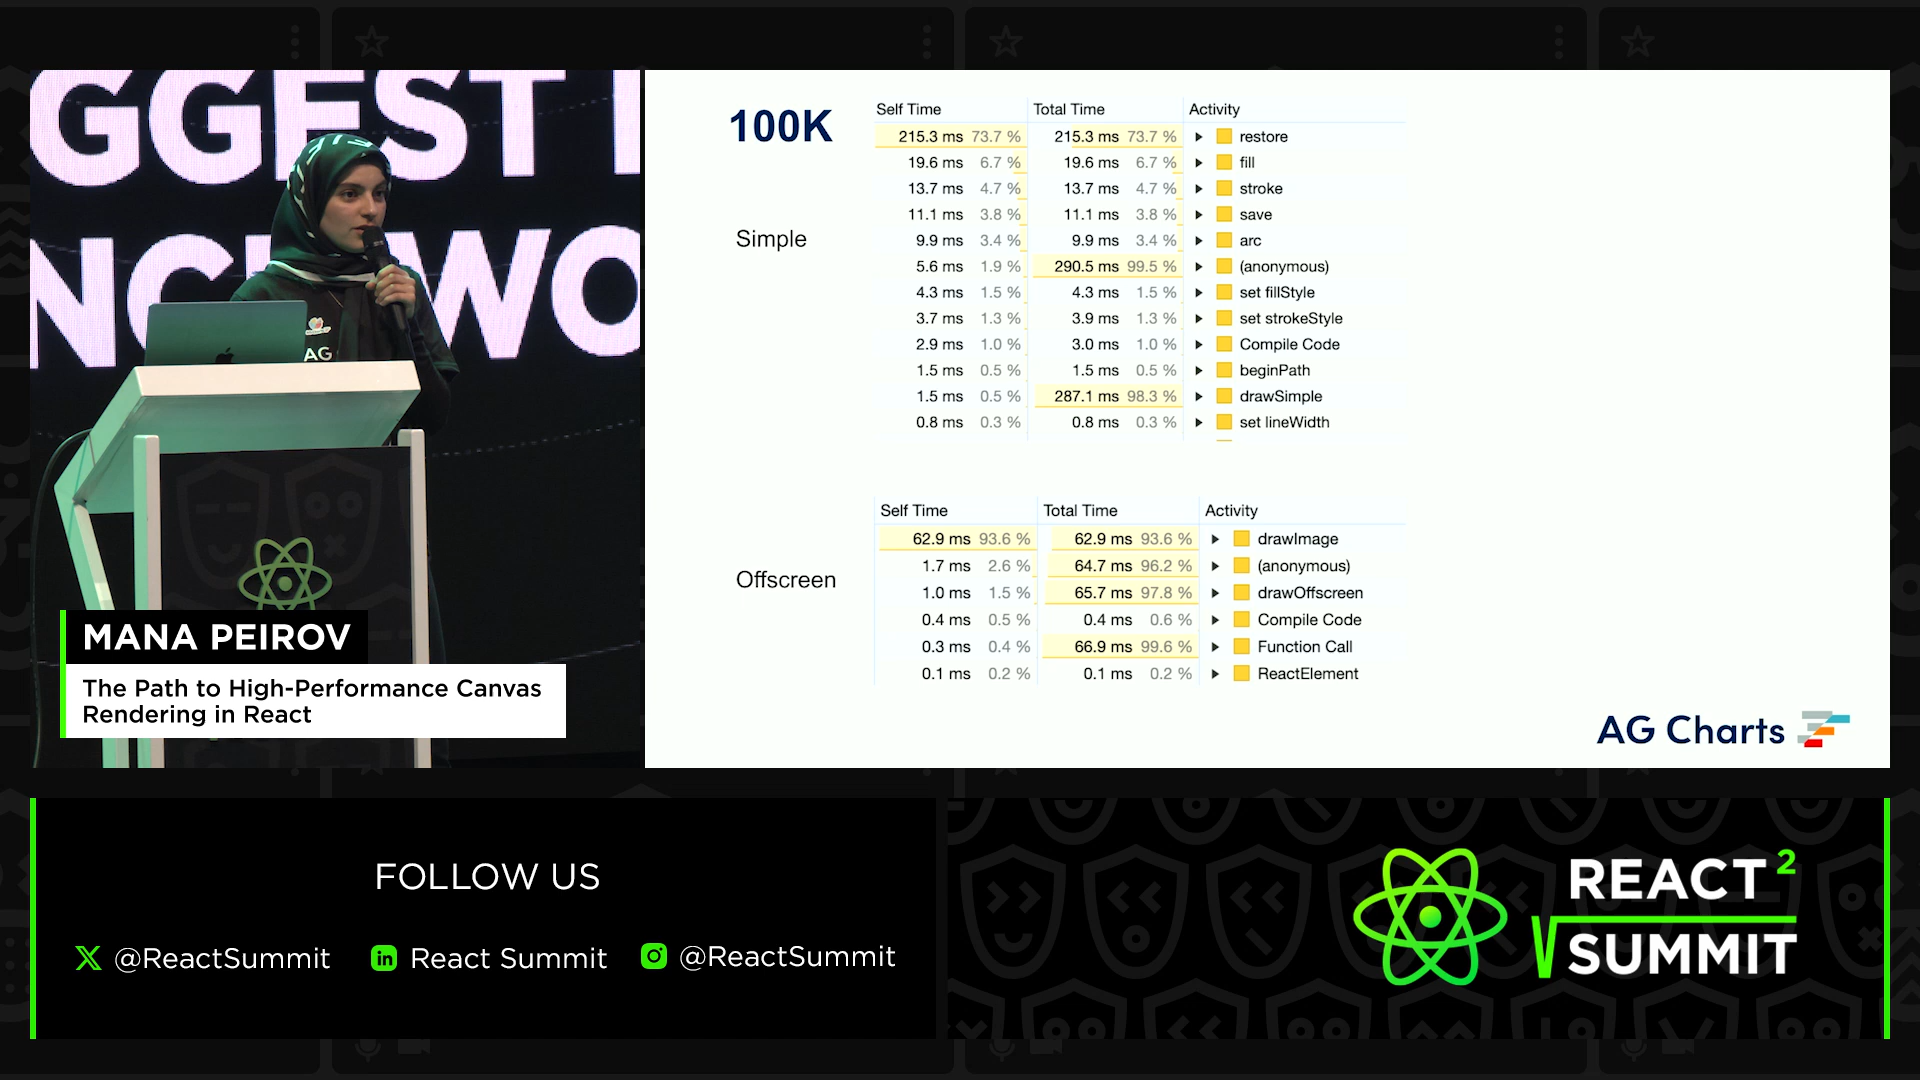 GGEST
NC
WO
AG
MANA PEIROV
The Path to High-Performance Canvas
Rendering in React
100K
Self Time Total Time Activity
215.3 ms 73.7 % 215.3 ms 73.7 % restore
19.6 ms 6.7 % 19.6 ms 6.7 % fill
13.7 ms 4.7 % 13.7 ms 4.7 % stroke
11.1 ms 3.8 % 11.1 ms 3.8 % save
Simple
9.9 ms 3.4 % 9.9 ms 3.4 % arc
5.6 ms 1.9 % 290.5 ms 99.5 % (anonymous)
4.3 ms 1.5 % 4.3 ms 1.5 % set fillStyle
3.7 ms 1.3 % 3.9 ms 1.3 % set strokeStyle
2.9 ms 1.0 % 3.0 ms 1.0 % Compile Code
1.5 ms 0.5 % 1.5 ms 0.5 % beginPath
1.5 ms 0.5 % 287.1 ms 98.3 % drawSimple
0.8 ms 0.3 % 0.8 ms 0.3 % set lineWidth
Self Time Total Time Activity
62.9 ms 93.6 % 62.9 ms 93.6 % drawImage
1.7 ms 2.6 % 64.7 ms 96.2 % (anonymous)
Offscreen
1.0 ms 1.5 % 65.7 ms 97.8 % drawOffscreen
0.4 ms 0.5 % 0.4 ms 0.6 % Compile Code
0.3 ms 0.4 % 66.9 ms 99.6 % Function Call
0.1 ms 0.2 % 0.1 ms 0.2 % ReactElement
AG Charts
FOLLOW US
@ReactSummit
React Summit
@ReactSummit
REACT 2
SUMMIT